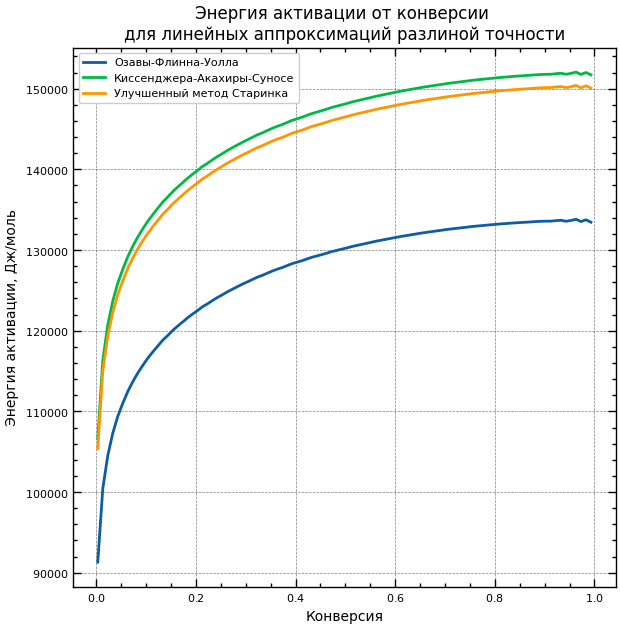 Энергия активации от конверсии
для линейных аппроксимаций разлиной точности
Озавы-Флинна-Уолла
Киссенджера-Акахиры-Суносе
Улучшенный метод Старинка
Энергия активации, Дж/моль
150000
140000
130000
120000
110000
100000
90000
0.0 0.2 0.4 0.6 0.8 1.0
Конверсия